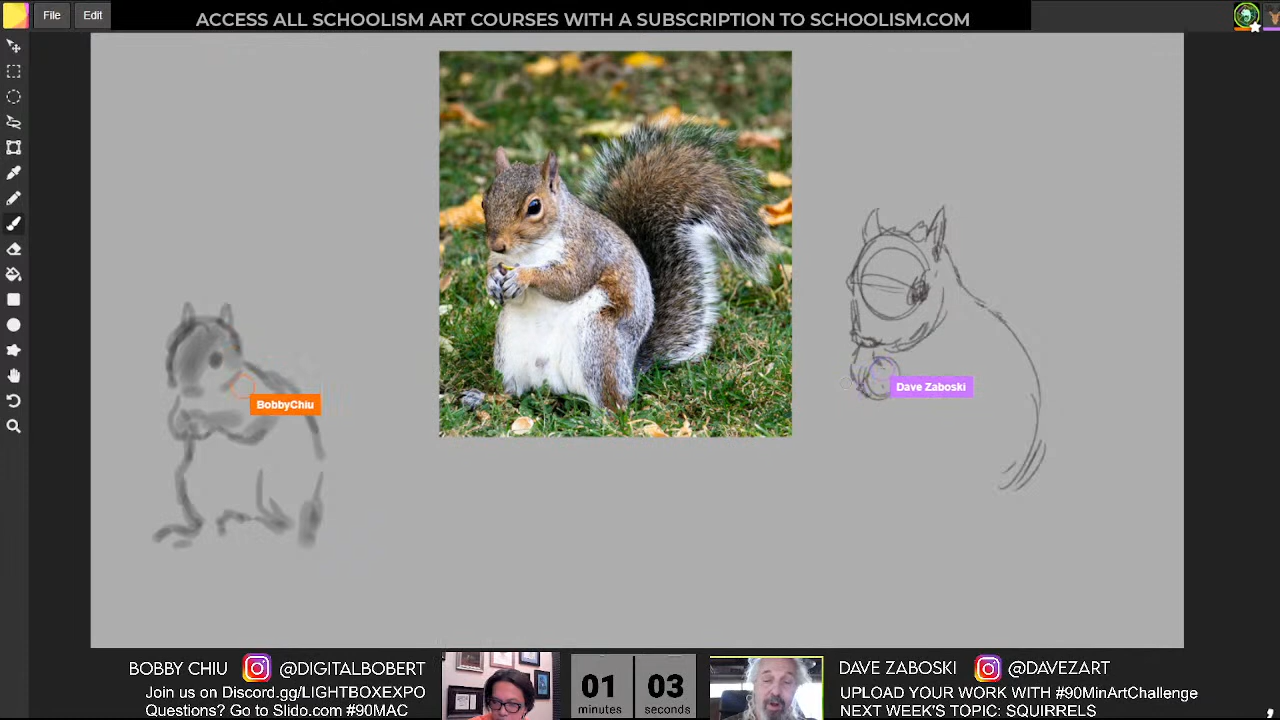 ACCESS ALL SCHOOLISM ART COURSES WITH A SUBSCRIPTION TO SCHOOLISM.COM
File Edit
BobbyChiu
Dave Zaboski
BOBBY CHIU @DIGITALBOBERT
Join us on Discord.gg/LIGHTBOXEXPO
Questions? Go to Slido.com #90MAC
01 03
minutes seconds
DAVE ZABOSKI @DAVEZART
UPLOAD YOUR WORK WITH #90MinArtChallenge
NEXT WEEK'S TOPIC: SQUIRRELS